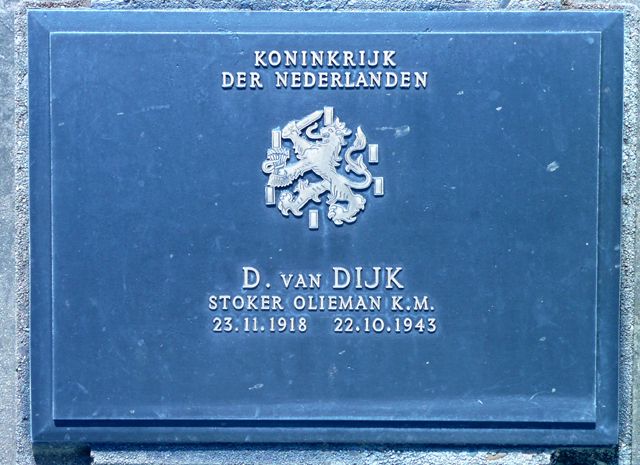 KONINKRIJK
DER NEDERLANDEN
D. VAN DIJK
STOKER OLIEMAN K.M.
23.11.1918 22.10.1943